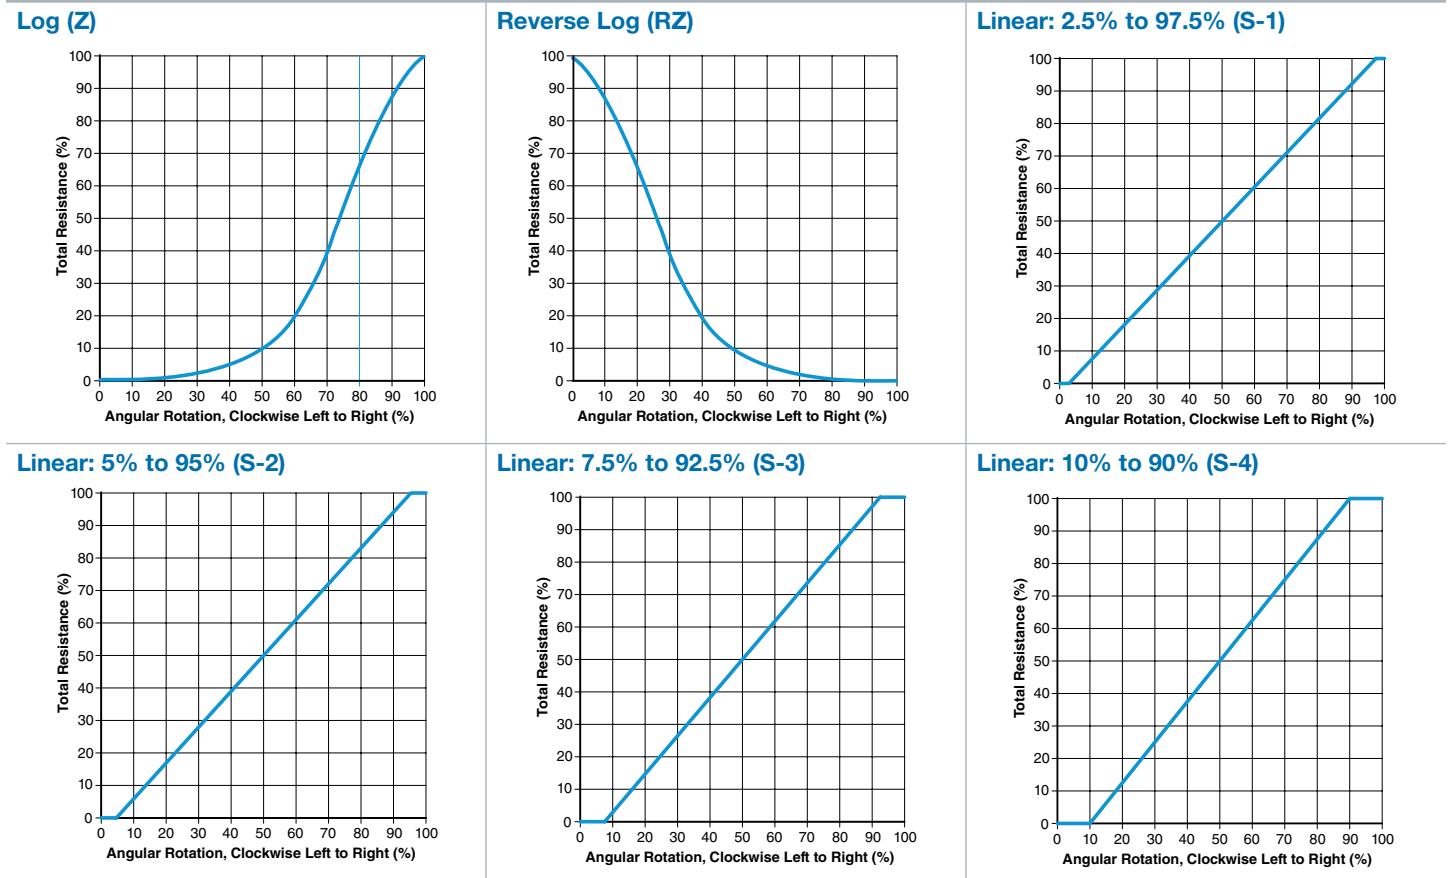 Log (Z)
Total Resistance (%)
100
90
80
70
60
50
40
30
20
10
0
0 10 20 30 40 50 60 70 80 90 100
Angular Rotation, Clockwise Left to Right (%)
Reverse Log (RZ)
Total Resistance (%)
100
90
80
70
60
50
40
30
20
10
0
0 10 20 30 40 50 60 70 80 90 100
Angular Rotation, Clockwise Left to Right (%)
Linear: 2.5% to 97.5% (S-1)
Total Resistance (%)
100
90
80
70
60
50
40
30
20
10
0
0 10 20 30 40 50 60 70 80 90 100
Angular Rotation, Clockwise Left to Right (%)
Linear: 5% to 95% (S-2)
Total Resistance (%)
100
90
80
70
60
50
40
30
20
10
0
0 10 20 30 40 50 60 70 80 90 100
Angular Rotation, Clockwise Left to Right (%)
Linear: 7.5% to 92.5% (S-3)
Total Resistance (%)
100
90
80
70
60
50
40
30
20
10
0
0 10 20 30 40 50 60 70 80 90 100
Angular Rotation, Clockwise Left to Right (%)
Linear: 10% to 90% (S-4)
Total Resistance (%)
100
90
80
70
60
50
40
30
20
10
0
0 10 20 30 40 50 60 70 80 90 100
Angular Rotation, Clockwise Left to Right (%)